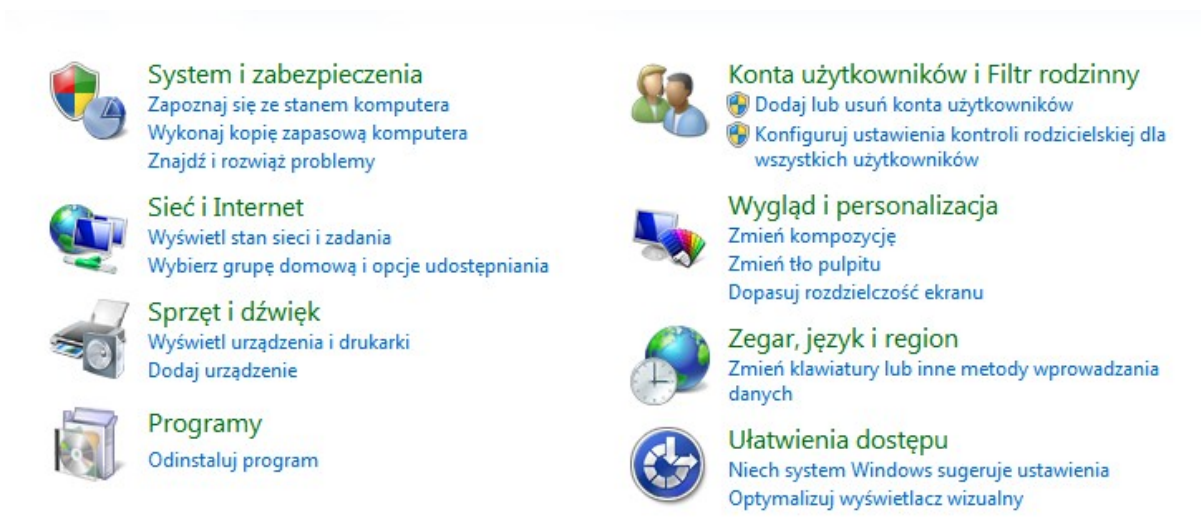 System i zabezpieczenia
Zapoznaj się ze stanem komputera
Wykonaj kopię zapasową komputera
Znajdź i rozwiąż problemy
Sieć i Internet
Wyświetl stan sieci i zadania
Wybierz grupę domową i opcje udostępniania
Sprzęt i dźwięk
Wyświetl urządzenia i drukarki
Dodaj urządzenie
Programy
Odinstaluj program
Konta użytkowników i Filtr rodzinny
Dodaj lub usuń konta użytkowników
Konfiguruj ustawienia kontroli rodzicielskiej dla
wszystkich użytkowników
Wygląd i personalizacja
Zmień kompozycję
Zmień tło pulpitu
Dopasuj rozdzielczość ekranu
Zegar, język i region
Zmień klawiatury lub inne metody wprowadzania
danych
Ułatwienia dostępu
Niech system Windows sugeruje ustawienia
Optymalizuj wyświetlacz wizualny